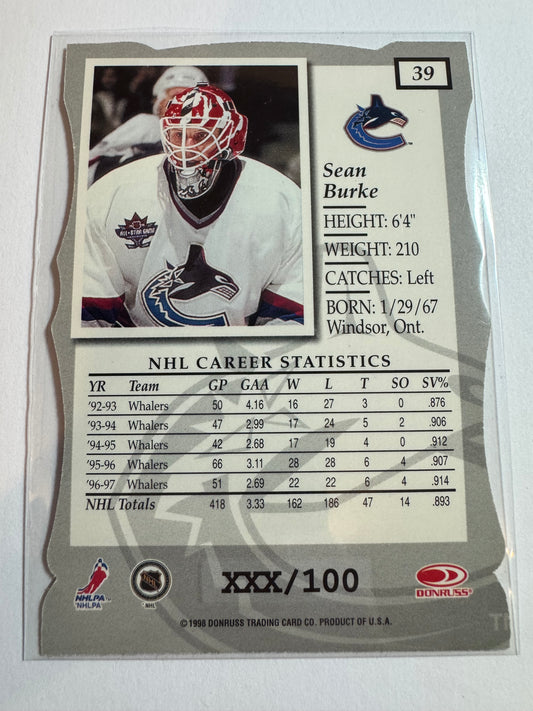 39
Sean
Burke
HEIGHT: 6'4"
WEIGHT: 210
CATCHES: Left
BORN: 1/29/67
Windsor, Ont.
ALL★STAR GAME
NHL CAREER STATISTICS
YR Team GP GAA W L T SO SV%
'92-93 Whalers 50 4.16 16 27 3 0 .876
'93-94 Whalers 47 2.99 17 24 5 2 .906
'94-95 Whalers 42 2.68 17 19 4 0 .912
'95-96 Whalers 66 3.11 28 28 6 4 .907
'96-97 Whalers 51 2.69 22 22 6 4 .914
NHL Totals 418 3.33 162 186 47 14 .893
NHLPA™
NHLPA
NHL
NHL
XXX/100
DONRUSS®
©1998 DONRUSS TRADING CARD CO. PRODUCT OF U.S.A.